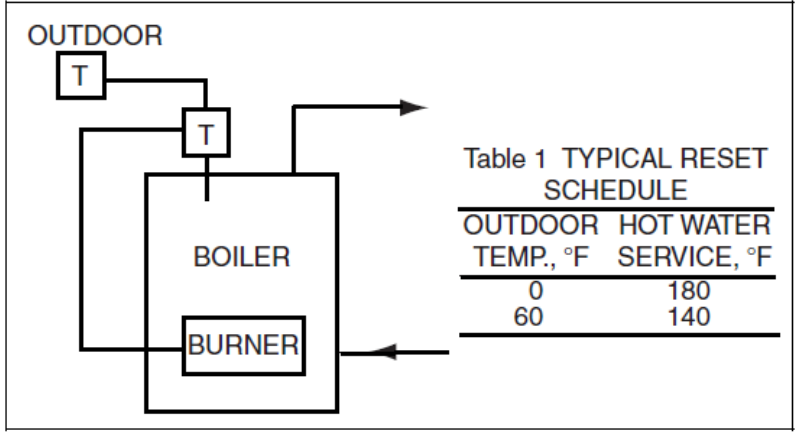 OUTDOOR
T
T
BOILER
BURNER
Table 1 TYPICAL RESET
SCHEDULE
OUTDOOR HOT WATER
TEMP., °F SERVICE, °F
0 180
60 140